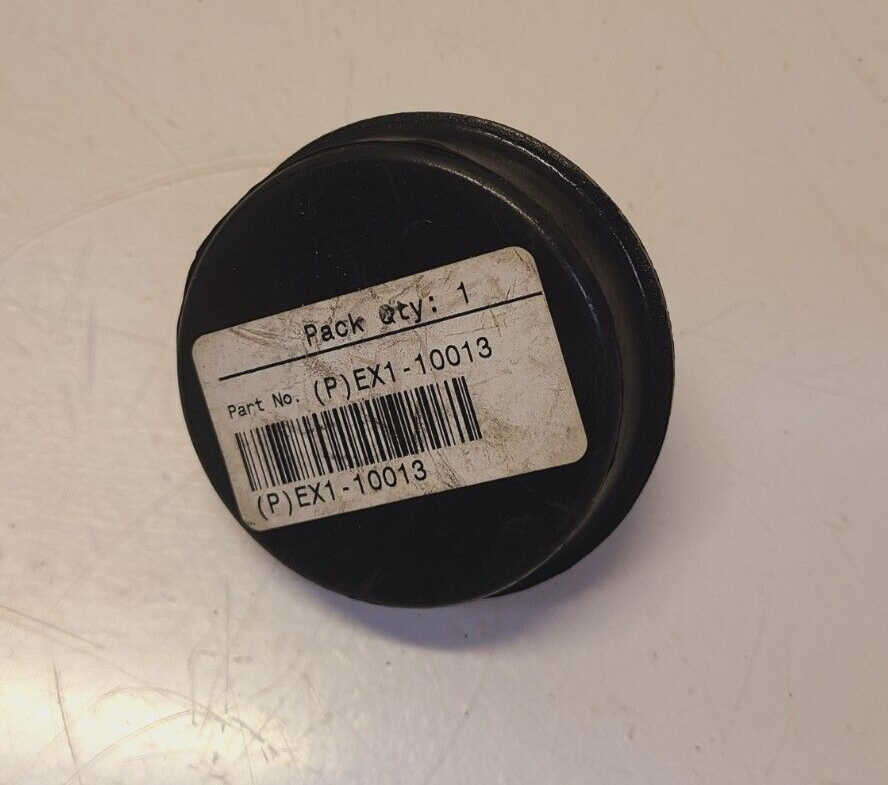 Pack Qty: 1
Part No. (P)EX1-10013
(P)EX1-10013